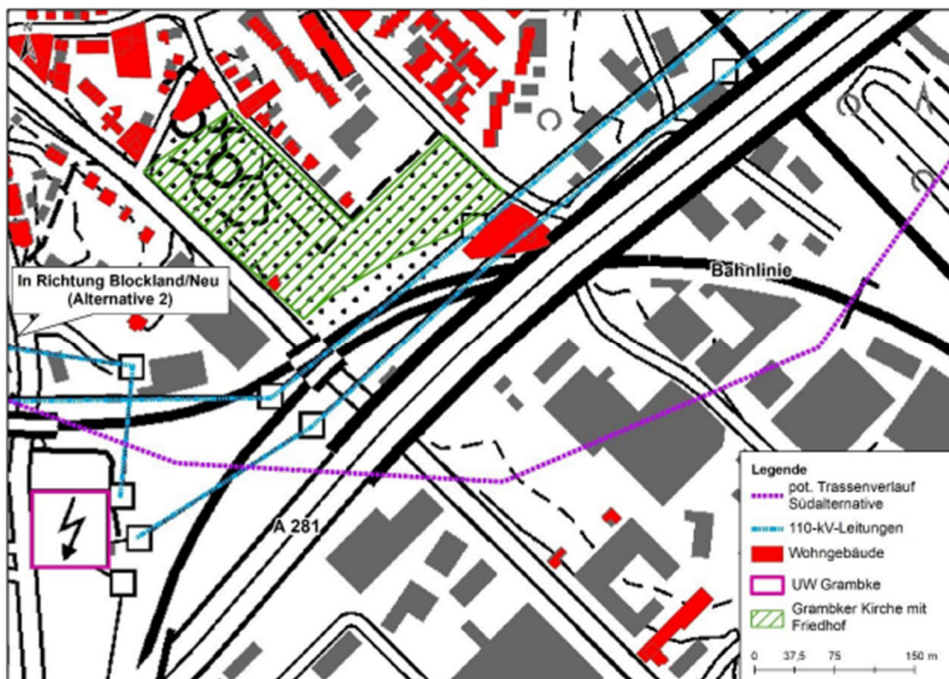 In Richtung Blockland/Neu
(Alternative 2)
Bahnlinie
A 281
Legende
pot. Trassenverlauf
Südalternative
110-kV-Leitungen
Wohngebäude
UW Grambke
Grambker Kirche mit
Friedhof
0 37,5 75 150 m